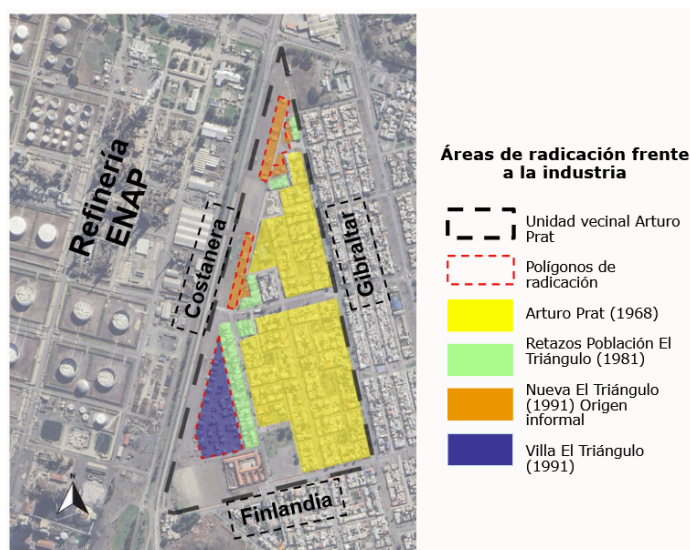 Refinería
ENAP
Costanera
Gibraltar
Finlandia
Áreas de radicación frente
a la industria
Unidad vecinal Arturo
Prat
Polígonos de
radicación
Arturo Prat (1968)
Retazos Población El
Triángulo (1981)
Nueva El Triángulo
(1991) Origen
informal
Villa El Triángulo
(1991)